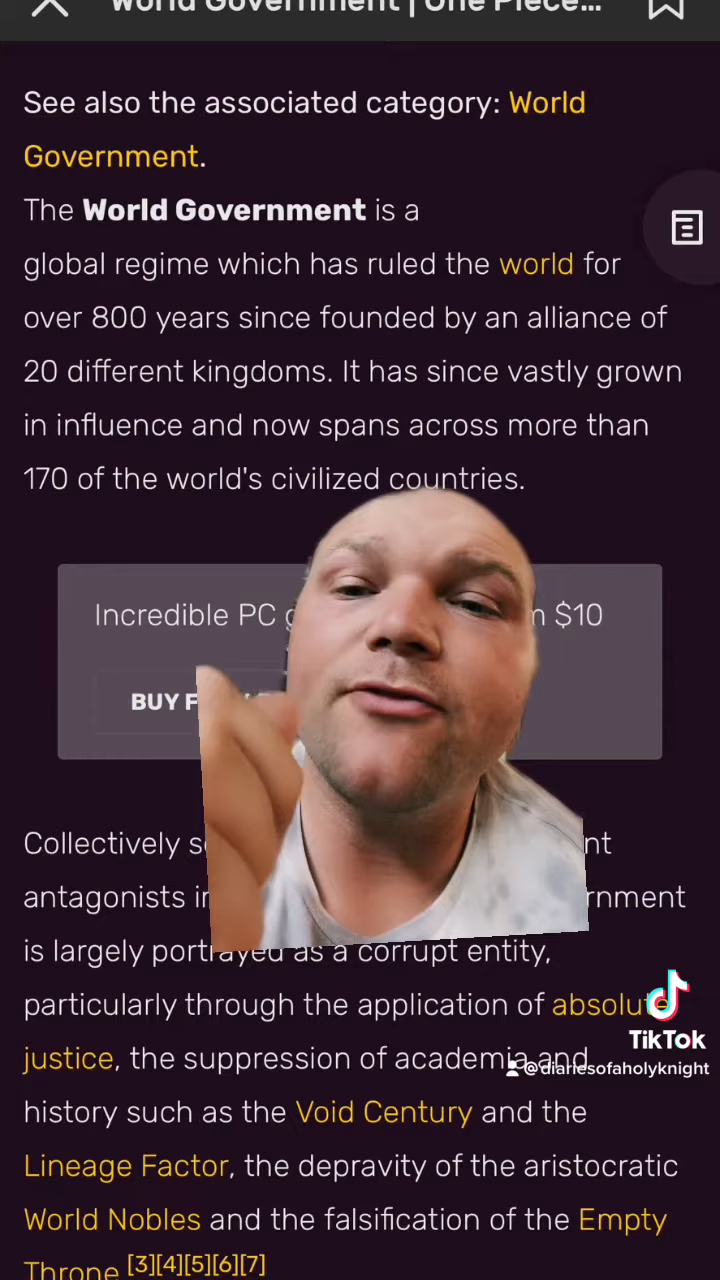 World Government | One Piece...
See also the associated category: World
Government.
The World Government is a
global regime which has ruled the world for
over 800 years since founded by an alliance of
20 different kingdoms. It has since vastly grown
in influence and now spans across more than
170 of the world's civilized countries.
Incredible PC $10
BUY
Collectively
antagonists
is largely portrayed as a corrupt entity,
particularly through the application of absolute
TikTok
justice, the suppression of academia and
@diariesofaholyknight
history such as the Void Century and the
Lineage Factor, the depravity of the aristocratic
World Nobles and the falsification of the Empty
Throne.[3][4][5][6][7]